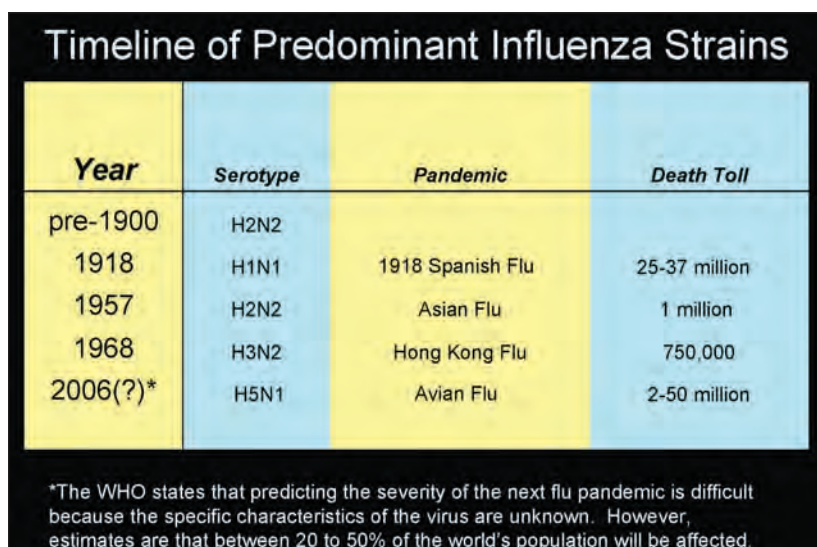 Timeline of Predominant Influenza Strains
Year Serotype Pandemic Death Toll
pre-1900 H2N2
1918 H1N1 1918 Spanish Flu 25-37 million
1957 H2N2 Asian Flu 1 million
1968 H3N2 Hong Kong Flu 750,000
2006(?)* H5N1 Avian Flu 2-50 million
*The WHO states that predicting the severity of the next flu pandemic is difficult
because the specific characteristics of the virus are unknown. However,
estimates are that between 20 to 50% of the world's population will be affected.